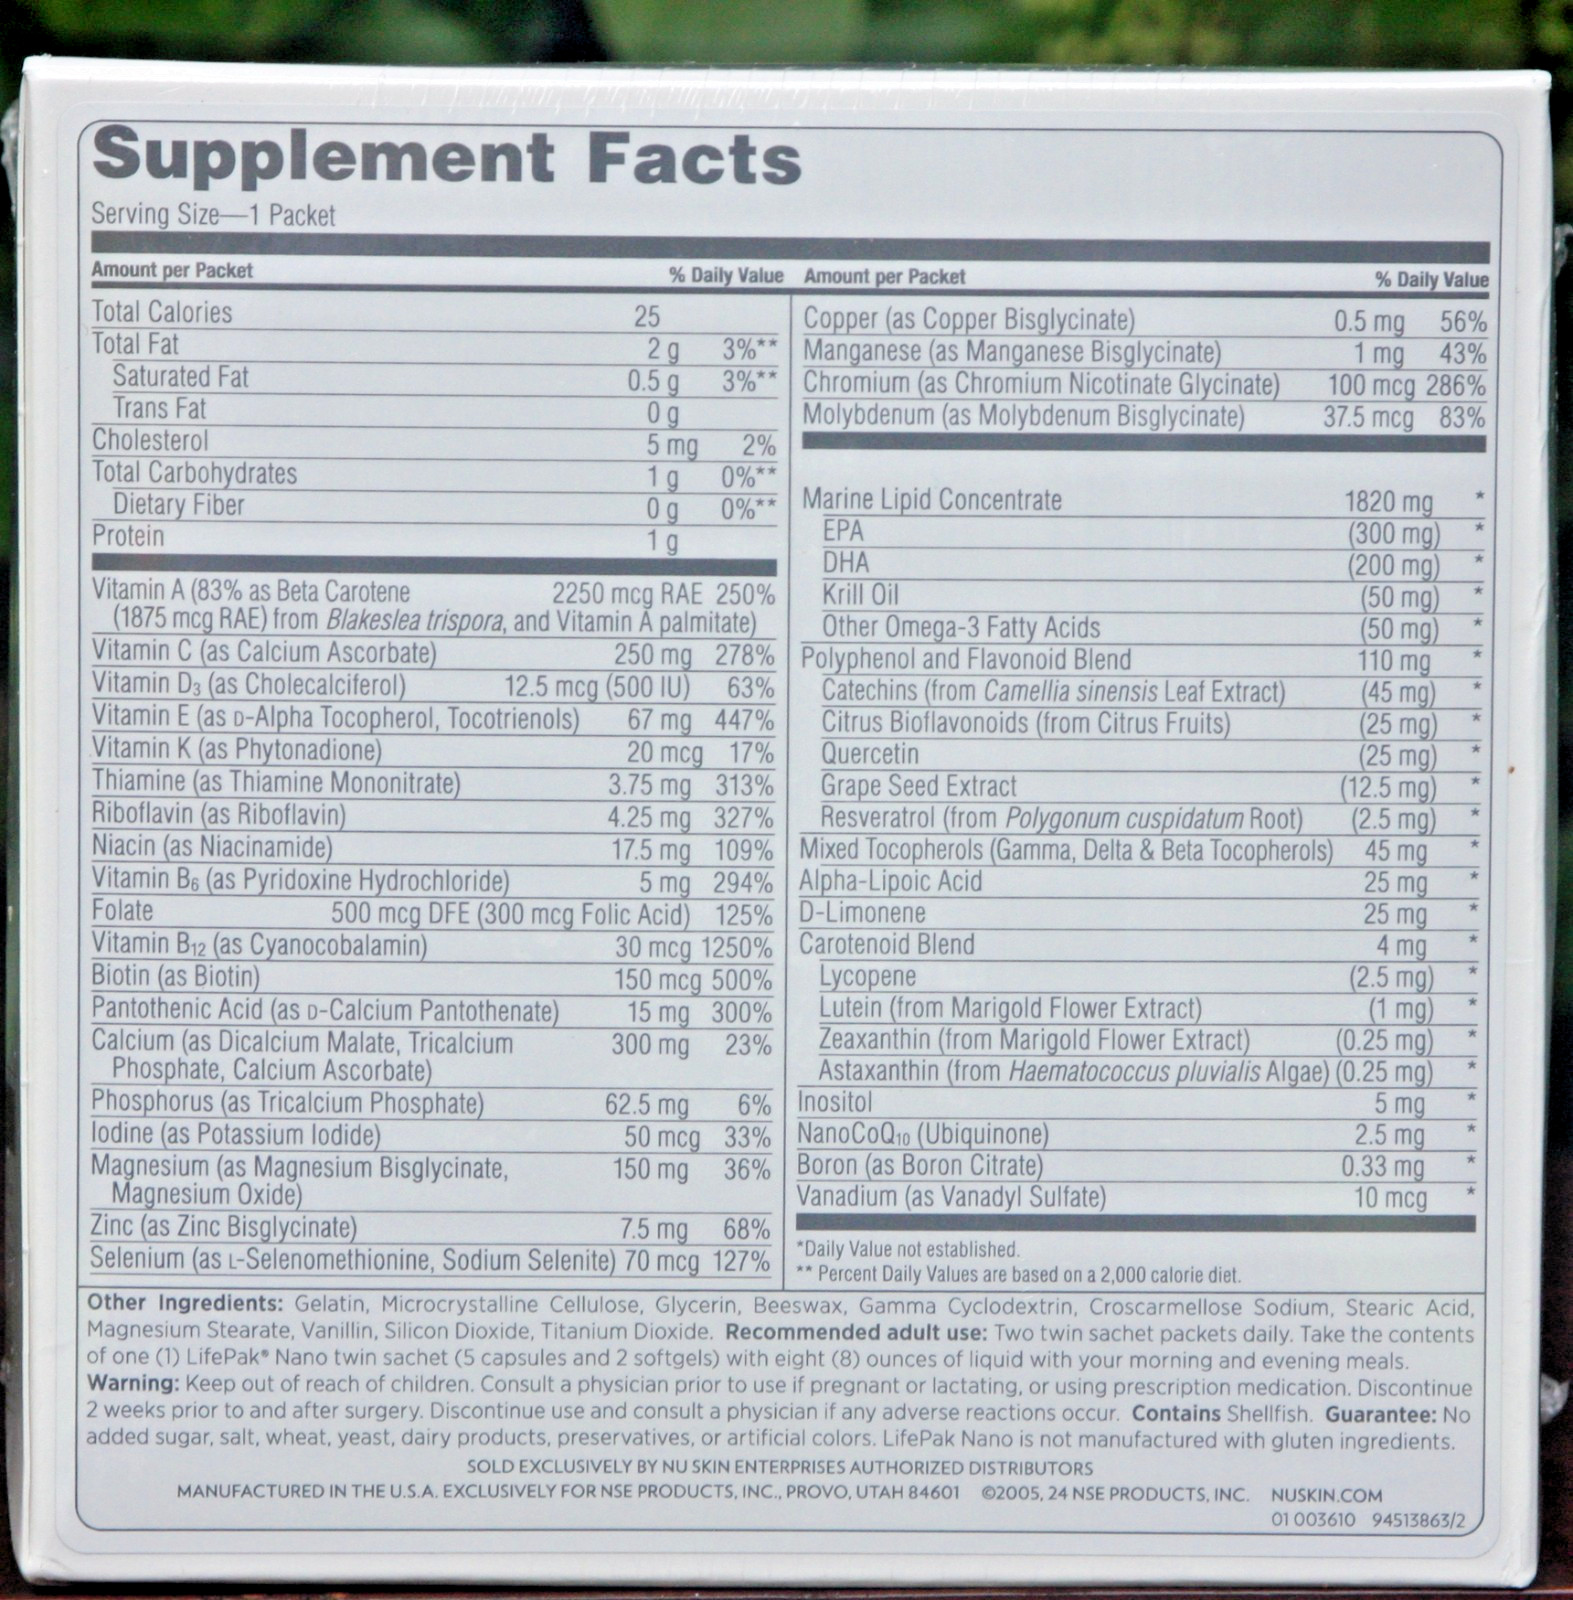 Supplement Facts
Serving Size—1 Packet
Amount per Packet % Daily Value
Total Calories 25
Total Fat 2 g 3%**
Saturated Fat 0.5 g 3%**
Trans Fat 0 g
Cholesterol 5 mg 2%
Total Carbohydrates 1 g 0%**
Dietary Fiber 0 g 0%**
Protein 1 g
Vitamin A (83% as Beta Carotene 2250 mcg RAE 250%
(1875 mcg RAE) from Blakeslea trispora, and Vitamin A palmitate)
Vitamin C (as Calcium Ascorbate) 250 mg 278%
Vitamin D3 (as Cholecalciferol) 12.5 mcg (500 IU) 63%
Vitamin E (as D-Alpha Tocopherol, Tocotrienols) 67 mg 447%
Vitamin K (as Phytonadione) 20 mcg 17%
Thiamine (as Thiamine Mononitrate) 3.75 mg 313%
Riboflavin (as Riboflavin) 4.25 mg 327%
Niacin (as Niacinamide) 17.5 mg 109%
Vitamin B6 (as Pyridoxine Hydrochloride) 5 mg 294%
Folate 500 mcg DFE (300 mcg Folic Acid) 125%
Vitamin B12 (as Cyanocobalamin) 30 mcg 1250%
Biotin (as Biotin) 150 mcg 500%
Pantothenic Acid (as D-Calcium Pantothenate) 15 mg 300%
Calcium (as Dicalcium Malate, Tricalcium 300 mg 23%
Phosphate, Calcium Ascorbate)
Phosphorus (as Tricalcium Phosphate) 62.5 mg 6%
Iodine (as Potassium Iodide) 50 mcg 33%
Magnesium (as Magnesium Bisglycinate, 150 mg 36%
Magnesium Oxide)
Zinc (as Zinc Bisglycinate) 7.5 mg 68%
Selenium (as L-Selenomethionine, Sodium Selenite) 70 mcg 127%
Amount per Packet % Daily Value
Copper (as Copper Bisglycinate) 0.5 mg 56%
Manganese (as Manganese Bisglycinate) 1 mg 43%
Chromium (as Chromium Nicotinate Glycinate) 100 mcg 286%
Molybdenum (as Molybdenum Bisglycinate) 37.5 mcg 83%
Marine Lipid Concentrate 1820 mg *
EPA (300 mg) *
DHA (200 mg) *
Krill Oil (50 mg) *
Other Omega-3 Fatty Acids (50 mg) *
Polyphenol and Flavonoid Blend 110 mg *
Catechins (from Camellia sinensis Leaf Extract) (45 mg) *
Citrus Bioflavonoids (from Citrus Fruits) (25 mg) *
Quercetin (25 mg) *
Grape Seed Extract (12.5 mg) *
Resveratrol (from Polygonum cuspidatum Root) (2.5 mg) *
Mixed Tocopherols (Gamma, Delta & Beta Tocopherols) 45 mg *
Alpha-Lipoic Acid 25 mg *
D-Limonene 25 mg *
Carotenoid Blend 4 mg *
Lycopene (2.5 mg) *
Lutein (from Marigold Flower Extract) (1 mg) *
Zeaxanthin (from Marigold Flower Extract) (0.25 mg) *
Astaxanthin (from Haematococcus pluvialis Algae) (0.25 mg) *
Inositol 5 mg *
NanoCoQ10 (Ubiquinone) 2.5 mg *
Boron (as Boron Citrate) 0.33 mg *
Vanadium (as Vanadyl Sulfate) 10 mcg *
*Daily Value not established.
** Percent Daily Values are based on a 2,000 calorie diet.
Other Ingredients: Gelatin, Microcrystalline Cellulose, Glycerin, Beeswax, Gamma Cyclodextrin, Croscarmellose Sodium, Stearic Acid,
Magnesium Stearate, Vanillin, Silicon Dioxide, Titanium Dioxide. Recommended adult use: Two twin sachet packets daily. Take the contents
of one (1) LifePak® Nano twin sachet (5 capsules and 2 softgels) with eight (8) ounces of liquid with your morning and evening meals.
Warning: Keep out of reach of children. Consult a physician prior to use if pregnant or lactating, or using prescription medication. Discontinue
2 weeks prior to and after surgery. Discontinue use and consult a physician if any adverse reactions occur. Contains Shellfish. Guarantee: No
added sugar, salt, wheat, yeast, dairy products, preservatives, or artificial colors. LifePak Nano is not manufactured with gluten ingredients.
SOLD EXCLUSIVELY BY NU SKIN ENTERPRISES AUTHORIZED DISTRIBUTORS
MANUFACTURED IN THE U.S.A. EXCLUSIVELY FOR NSE PRODUCTS, INC., PROVO, UTAH 84601 ©2005, 24 NSE PRODUCTS, INC. NUSKIN.COM
01 003610 94513863/2